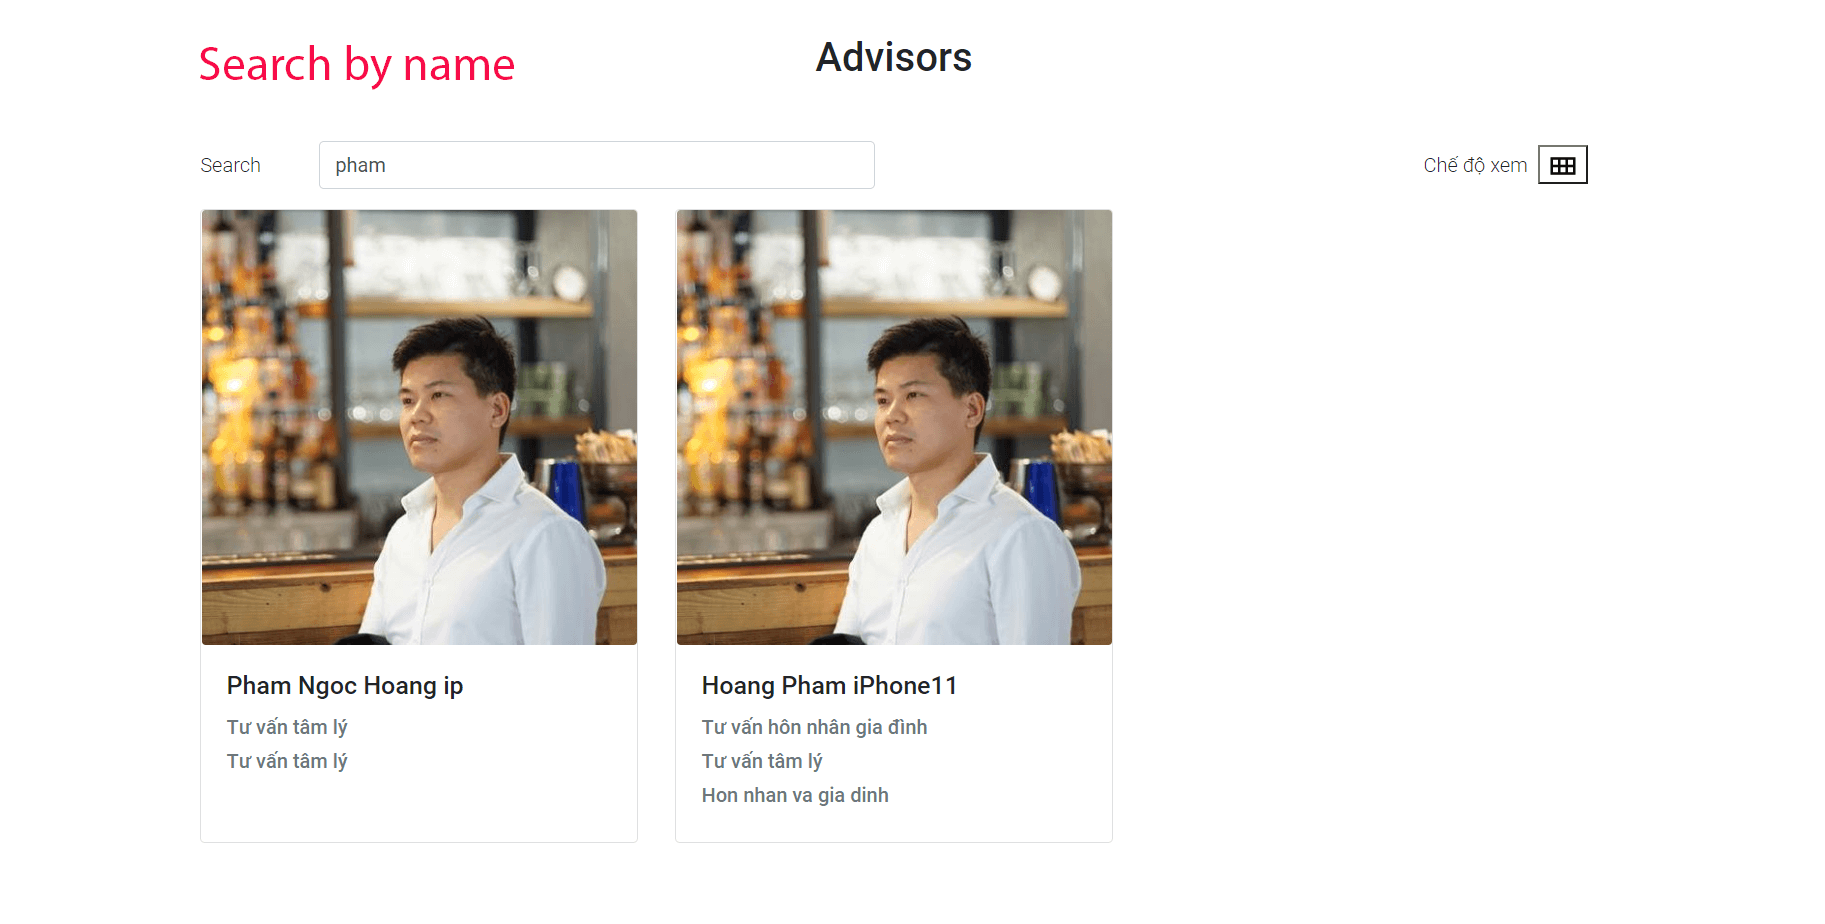 Search by name
Advisors
Search
pham
Chế độ xem
Pham Ngoc Hoang ip
Tư vấn tâm lý
Tư vấn tâm lý
Hoang Pham iPhone11
Tư vấn hôn nhân gia đình
Tư vấn tâm lý
Hon nhan va gia dinh